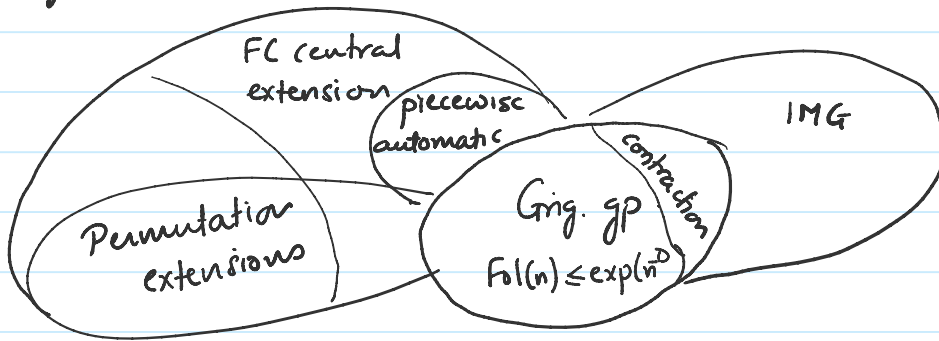 FC central
extension
piecewise
automatic
IMG
contraction
Grig. gp
Permutation
extensions
Fol(n) ≤ exp(n^D